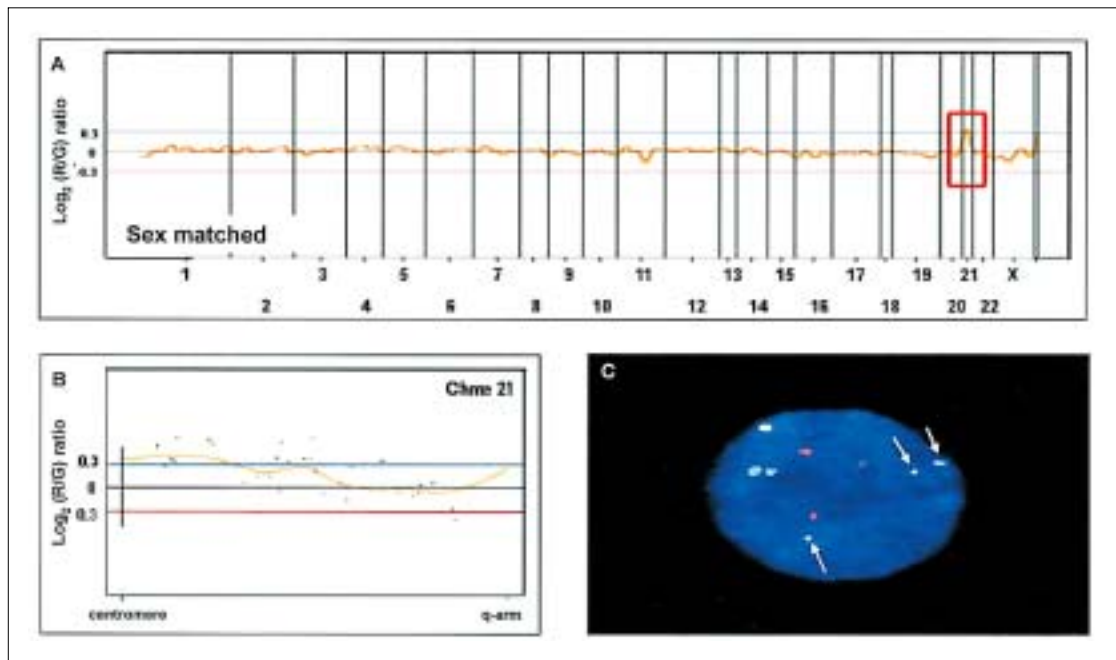 A
Log2 (R/G) ratio
0.3
0
-0.3
Sex matched
1 3 5 7 9 11 13 15 17 19 21 X
2 4 6 8 10 12 14 16 18 20 22
B
Chme 21
Log2 (R/G) ratio
0.3
0
0.3
centromere
q-arm
C